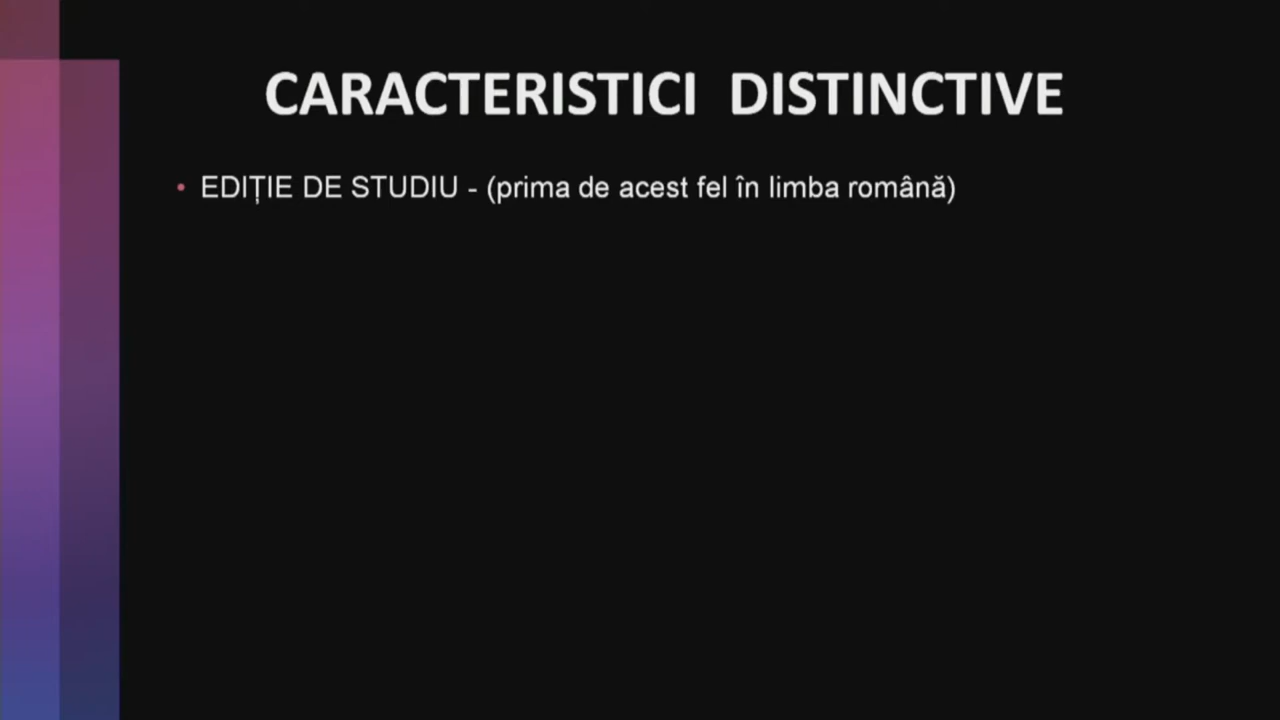 CARACTERISTICI DISTINCTIVE
• EDIȚIE DE STUDIU - (prima de acest fel în limba română)